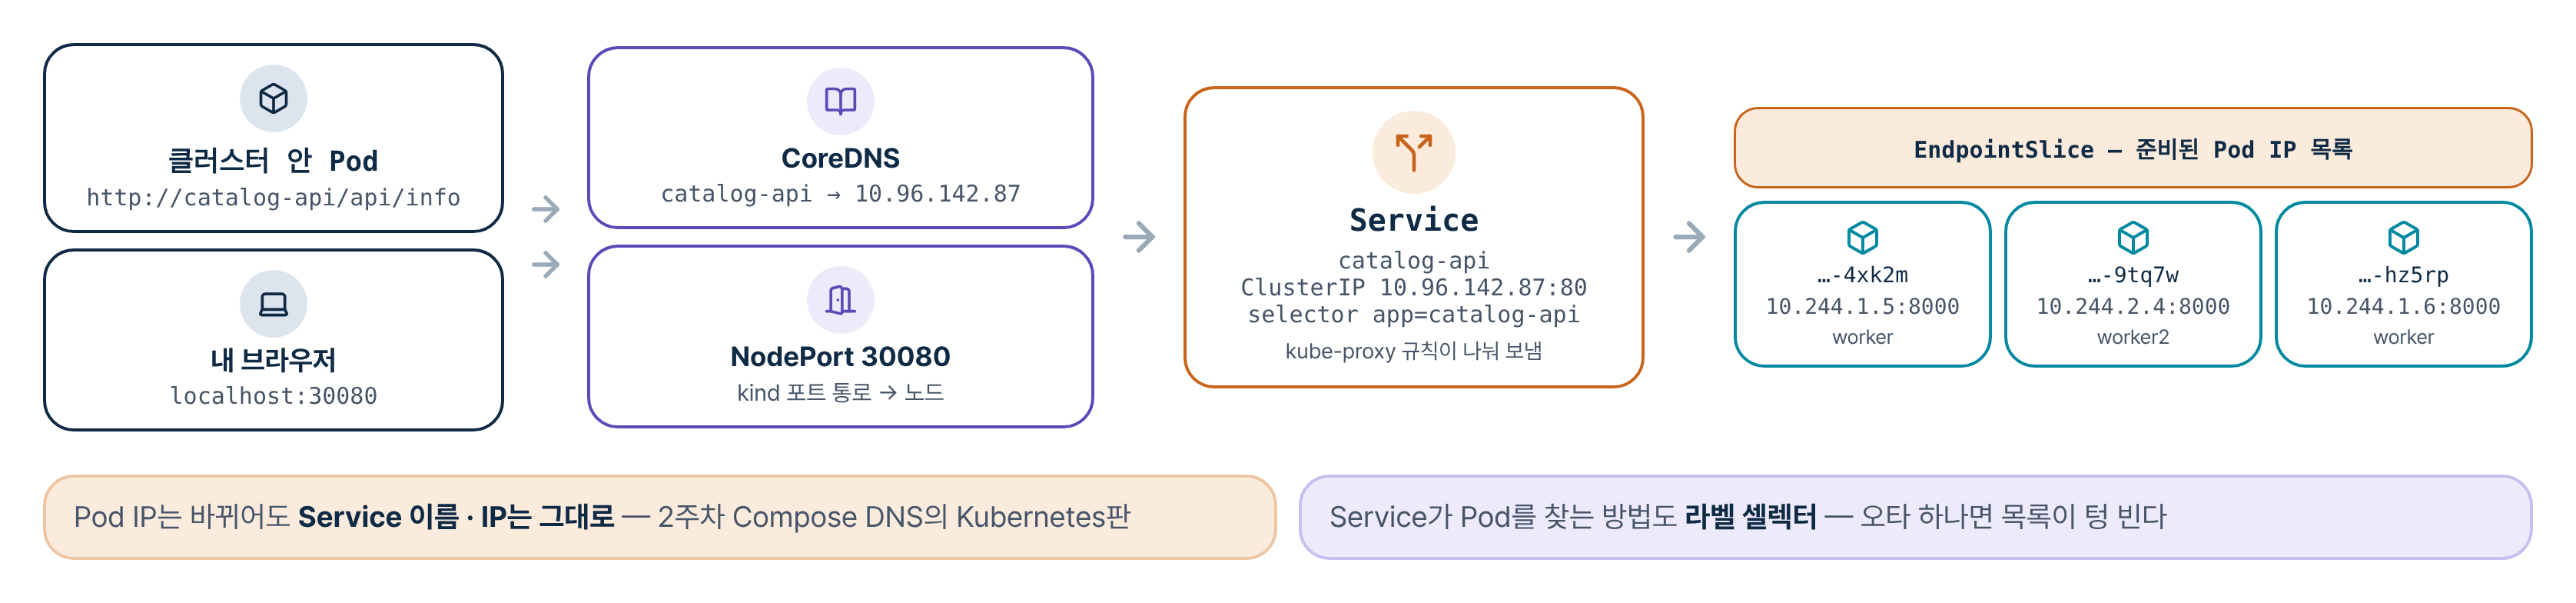 클러스터 안 Pod
http://catalog-api/api/info
내 브라우저
localhost:30080
CoreDNS
catalog-api → 10.96.142.87
NodePort 30080
kind 포트 통로 → 노드
Service
catalog-api
ClusterIP 10.96.142.87:80
selector app=catalog-api
kube-proxy 규칙이 나눠 보냄
EndpointSlice — 준비된 Pod IP 목록
…-4xk2m
10.244.1.5:8000
worker
…-9tq7w
10.244.2.4:8000
worker2
…-hz5rp
10.244.1.6:8000
worker
Pod IP는 바뀌어도 Service 이름 · IP는 그대로 — 2주차 Compose DNS의 Kubernetes판
Service가 Pod를 찾는 방법도 라벨 셀렉터 — 오타 하나면 목록이 텅 빈다